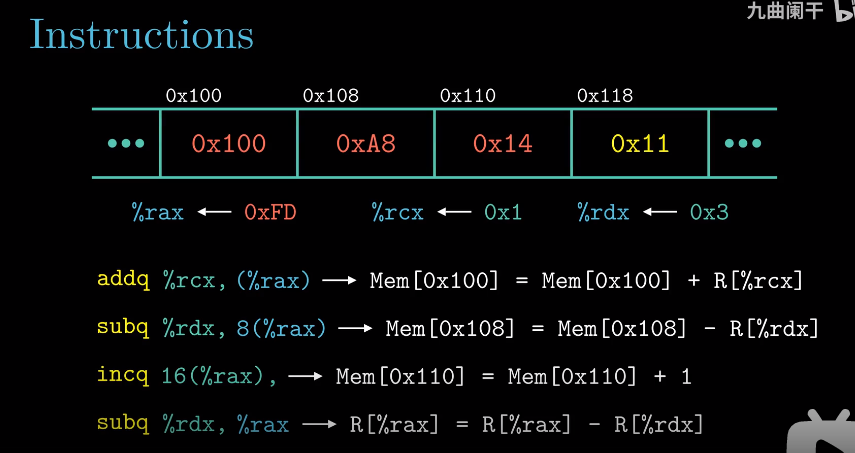 九曲阑干
Instructions
0x100 0x108 0x110 0x118
••• 0x100 0xA8 0x14 0x11 •••
%rax ← 0xFD %rcx ← 0x1 %rdx ← 0x3
addq %rcx, (%rax) → Mem[0x100] = Mem[0x100] + R[%rcx]
subq %rdx, 8(%rax) → Mem[0x108] = Mem[0x108] - R[%rdx]
incq 16(%rax), → Mem[0x110] = Mem[0x110] + 1
subq %rdx, %rax → R[%rax] = R[%rax] - R[%rdx]